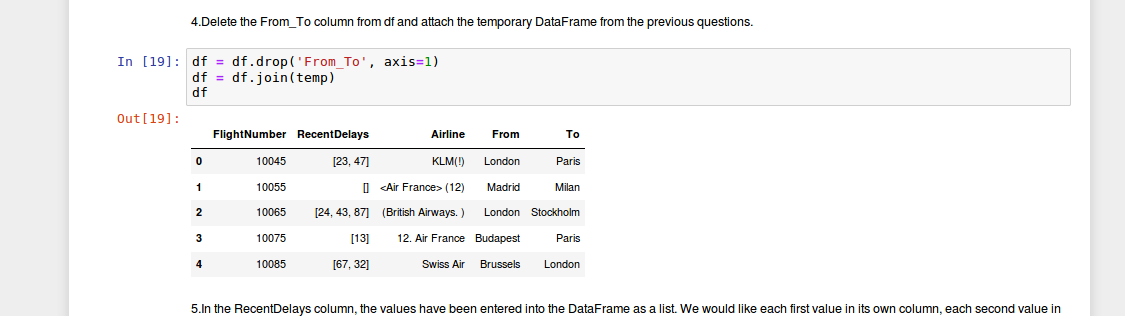 4.Delete the From_To column from df and attach the temporary DataFrame from the previous questions.
In [19]: df = df.drop('From_To', axis=1)
df = df.join(temp)
df
Out[19]:
FlightNumber RecentDelays Airline From To
0 10045 [23, 47] KLM(!) London Paris
1 10055 [] <Air France> (12) Madrid Milan
2 10065 [24, 43, 87] (British Airways. ) London Stockholm
3 10075 [13] 12. Air France Budapest Paris
4 10085 [67, 32] Swiss Air Brussels London
5.In the RecentDelays column, the values have been entered into the DataFrame as a list. We would like each first value in its own column, each second value in